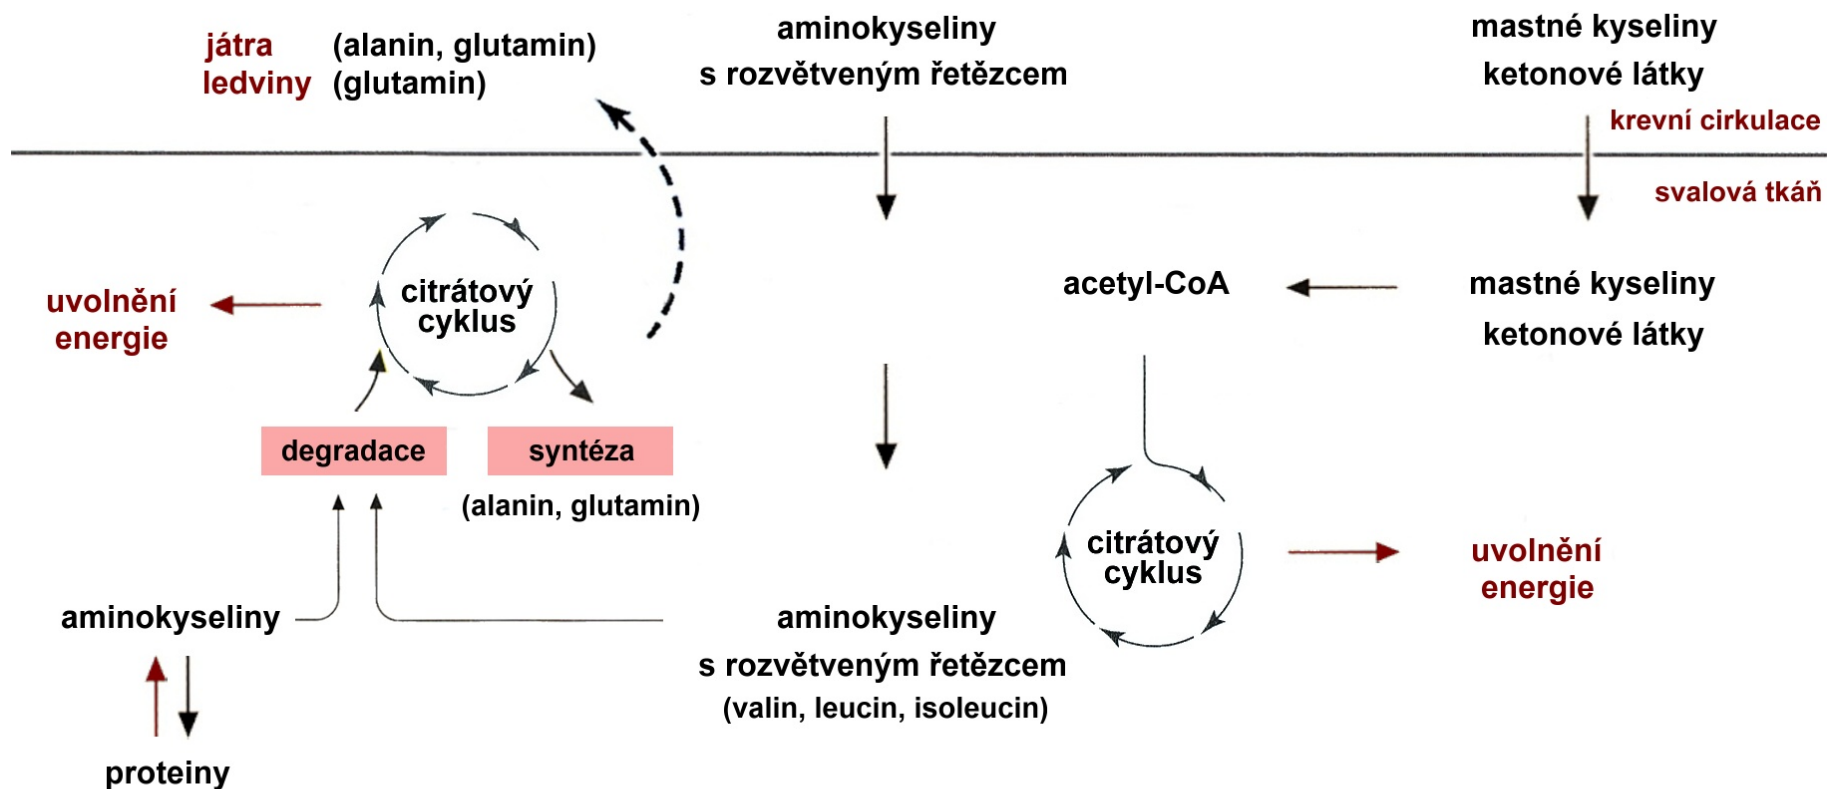 játra (alanin, glutamin)
ledviny (glutamin)
aminokyseliny
s rozvětveným řetězcem
mastné kyseliny
ketonové látky
krevní cirkulace
svalová tkáň
uvolnění
energie
citrátový
cyklus
acetyl-CoA
mastné kyseliny
ketonové látky
degradace
syntéza
(alanin, glutamin)
citrátový
cyklus
uvolnění
energie
aminokyseliny
aminokyseliny
s rozvětveným řetězcem
(valin, leucin, isoleucin)
proteiny